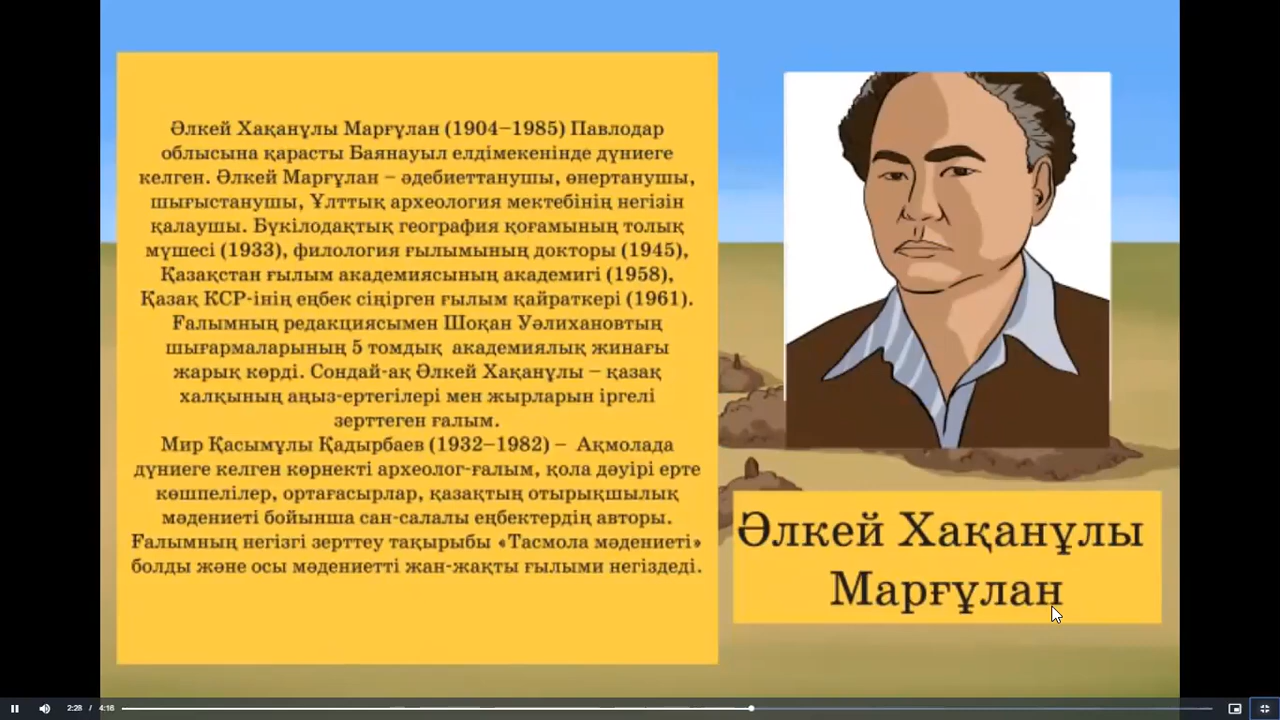 Әлкей Хақанұлы Марғұлан (1904–1985) Павлодар
облысына қарасты Баянауыл елдімекенінде дүниеге
келген. Әлкей Марғұлан – әдебиеттанушы, өнертанушы,
шығыстанушы, Ұлттық археология мектебінің негізін
қалаушы. Бүкілодақтық география қоғамының толық
мүшесі (1933), филология ғылымының докторы (1945),
Қазақстан ғылым академиясының академигі (1958),
Қазақ КСР-інің еңбек сіңірген ғылым қайраткері (1961).
Ғалымның редакциясымен Шоқан Уәлихановтың
шығармаларының 5 томдық академиялық жинағы
жарық көрді. Сондай-ақ Әлкей Хақанұлы – қазақ
халқының аңыз-ертегілері мен жырларын іргелі
зерттеген ғалым.
Мир Қасымұлы Қадырбаев (1932–1982) – Ақмолада
дүниеге келген көрнекті археолог-ғалым, қола дәуірі ерте
көшпелілер, ортағасырлар, қазақтың отырықшылық
мәдениеті бойынша сан-салалы еңбектердің авторы.
Ғалымның негізгі зерттеу тақырыбы «Тасмола мәдениеті»
болды және осы мәдениетті жан-жақты ғылыми негіздеді.
Әлкей Хақанұлы
Марғұлан
2:28 / 4:16